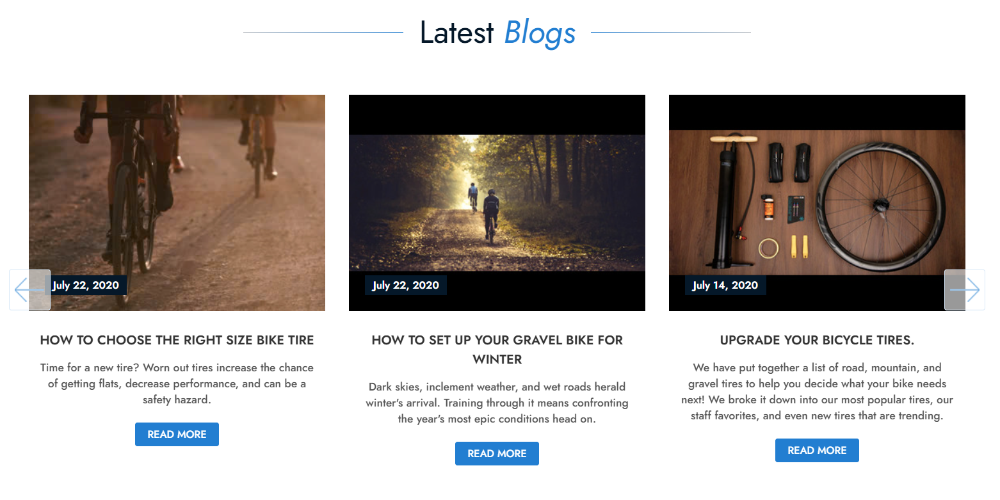 Latest Blogs
July 22, 2020
HOW TO CHOOSE THE RIGHT SIZE BIKE TIRE
Time for a new tire? Worn out tires increase the chance
of getting flats, decrease performance, and can be a
safety hazard.
READ MORE
July 22, 2020
HOW TO SET UP YOUR GRAVEL BIKE FOR
WINTER
Dark skies, inclement weather, and wet roads herald
winter's arrival. Training through it means confronting
the year's most epic conditions head on.
READ MORE
July 14, 2020
UPGRADE YOUR BICYCLE TIRES.
We have put together a list of road, mountain, and
gravel tires to help you decide what your bike needs
next! We broke it down into our most popular tires, our
staff favorites, and even new tires that are trending.
READ MORE